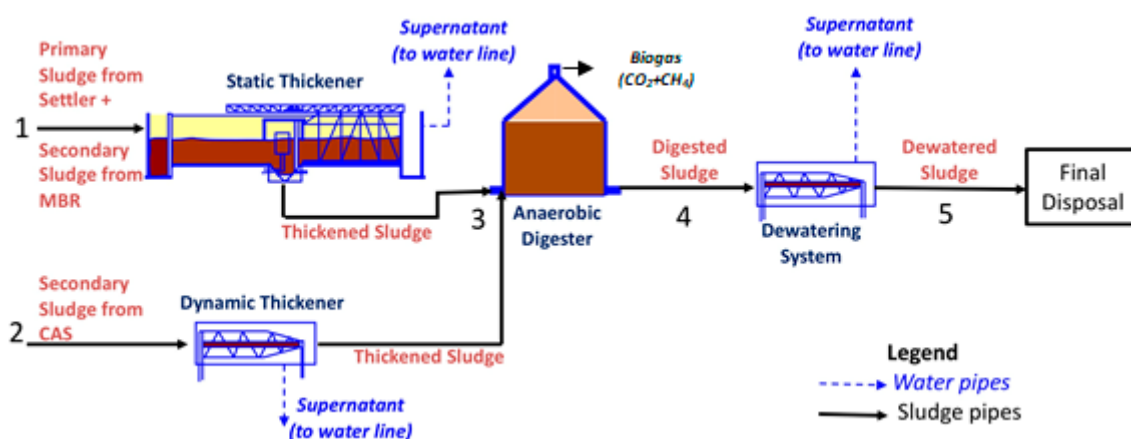 Supernatant
(to water line)
Supernatant
(to water line)
Biogas
(CO₂+CH₄)
Primary
Sludge from
Settler +
Static Thickener
1
Secondary
Sludge from
MBR
Thickened Sludge
3
Anaerobic
Digester
Digested
Sludge
4
Dewatering
System
Dewatered
Sludge
5
Final
Disposal
Secondary
Sludge from
CAS
2
Dynamic Thickener
Thickened Sludge
Supernatant
(to water line)
Legend
Water pipes
Sludge pipes